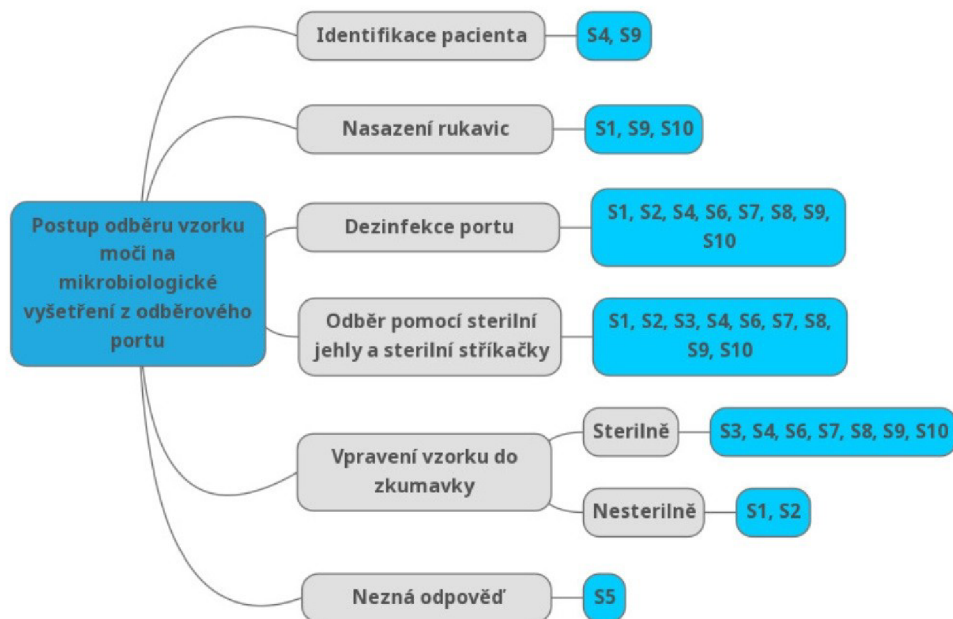 Identifikace pacienta
S4, S9
Nasazení rukavic
S1, S9, S10
Postup odběru vzorku
moči na
mikrobiologické
vyšetření z odběrového
portu
Dezinfekce portu
S1, S2, S4, S6, S7, S8, S9,
S10
Odběr pomocí sterilní
jehly a sterilní stříkačky
S1, S2, S3, S4, S6, S7, S8,
S9, S10
Vpravení vzorku do
zkumavky
Sterilně
S3, S4, S6, S7, S8, S9, S10
Nesterilně
S1, S2
Nezná odpověď
S5